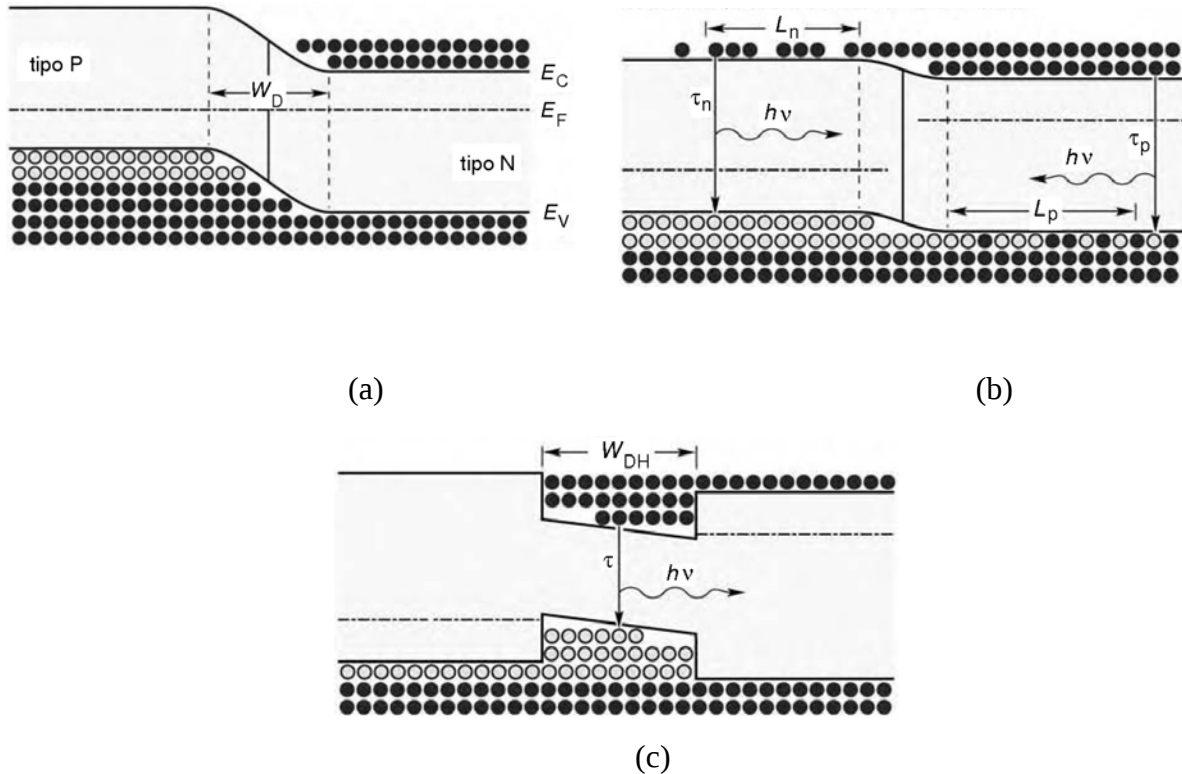 tipo P
W_D
E_C
E_F
tipo N
E_V
(a)
L_n
τ_n
hν
τ_p
hν
L_p
(b)
W_DH
τ
hν
(c)